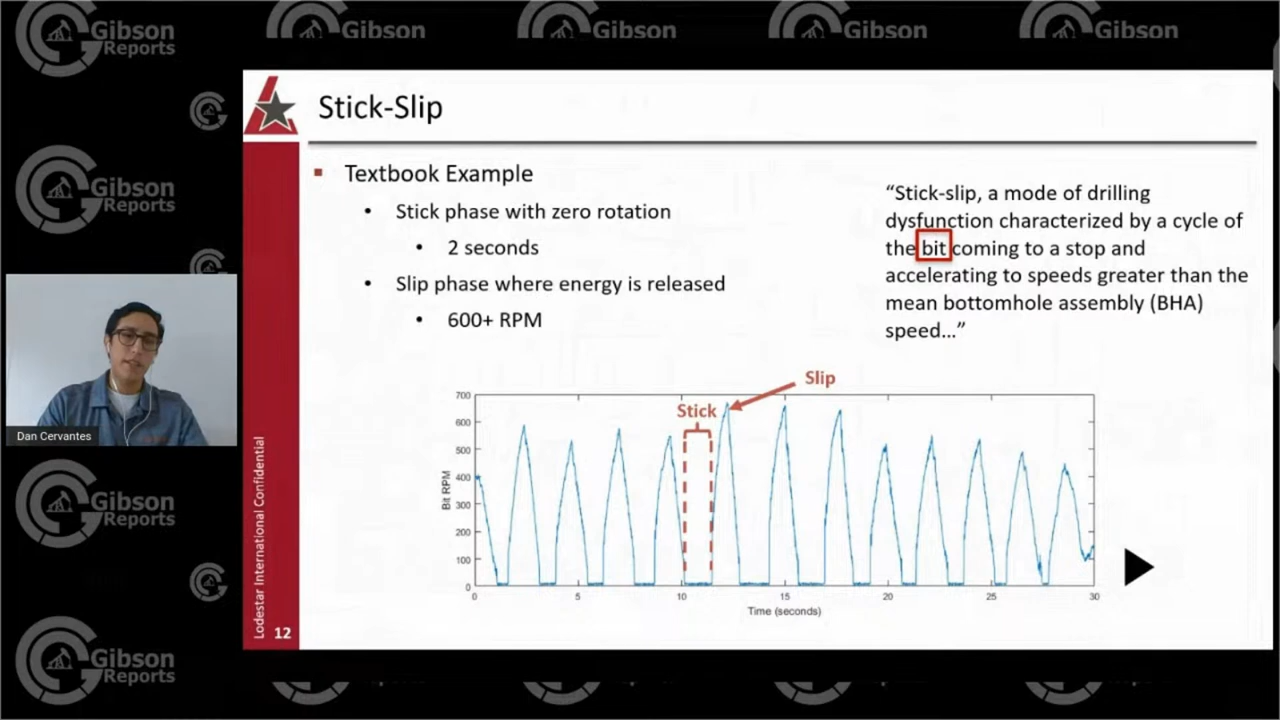 Gibson
Reports
Gibson
Gibson
Gibson
Gibson
Stick-Slip
Textbook Example
Stick phase with zero rotation
2 seconds
Slip phase where energy is released
600+ RPM
“Stick-slip, a mode of drilling
dysfunction characterized by a cycle of
the bit coming to a stop and
accelerating to speeds greater than the
mean bottomhole assembly (BHA)
speed...”
Gibson
Reports
Dan Cervantes
Slip
Stick
700
600
500
400
300
200
100
0
Bit RPM
0
5
10
15
20
25
30
Time (seconds)
Lodestar International Confidential
12
Gibson
Reports
Gibson
Reports